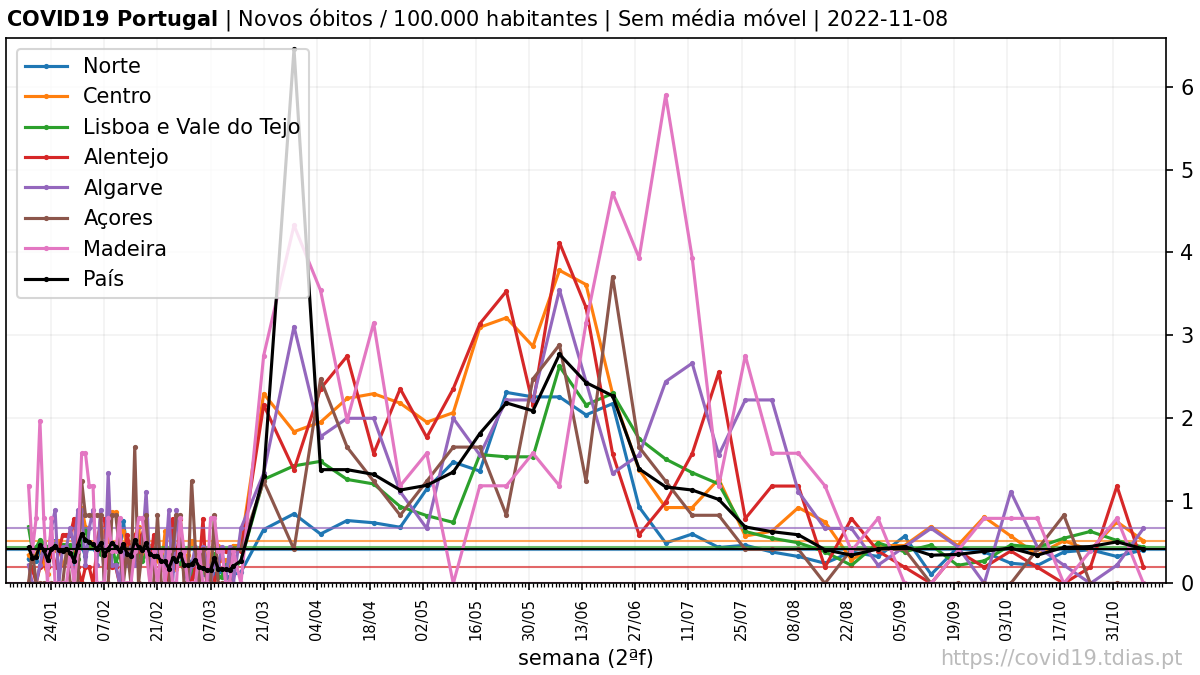 COVID19 Portugal | Novos óbitos / 100.000 habitantes | Sem média móvel | 2022-11-08
Norte
Centro
Lisboa e Vale do Tejo
Alentejo
Algarve
Açores
Madeira
País
6
5
4
3
2
1
0
24/01 07/02 21/02 07/03 21/03 04/04 18/04 02/05 16/05 30/05 13/06 27/06 11/07 25/07 08/08 22/08 05/09 19/09 03/10 17/10 31/10
semana (2ªf)
https://covid19.tdias.pt